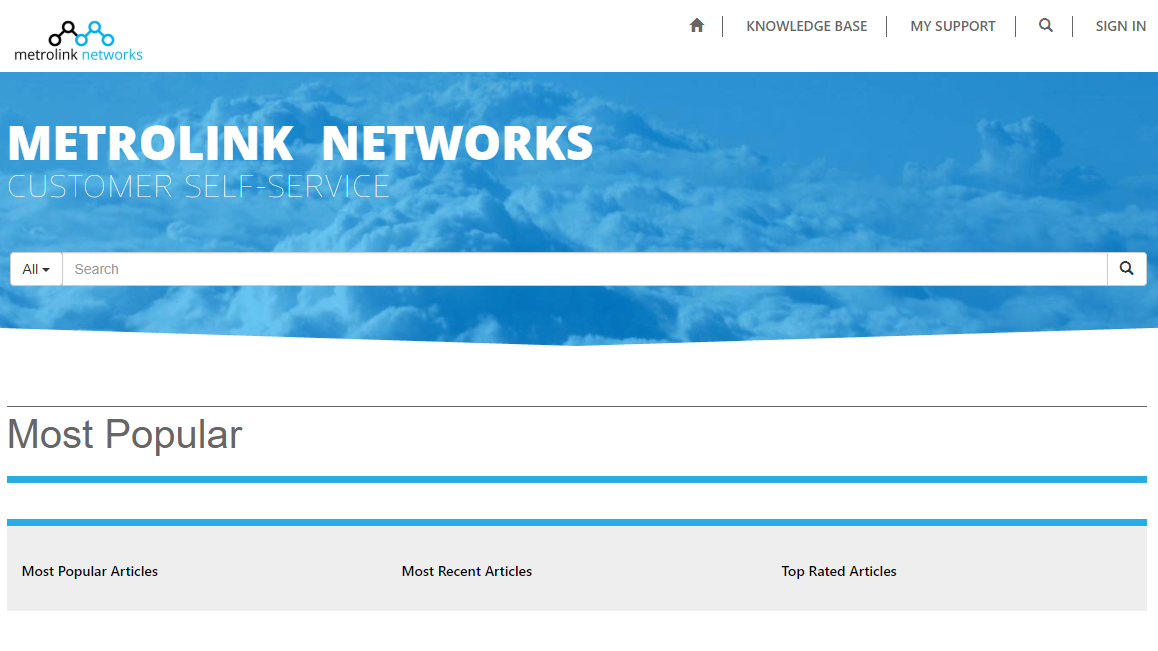 metrolink networks
KNOWLEDGE BASE
MY SUPPORT
SIGN IN
METROLINK NETWORKS
CUSTOMER SELF-SERVICE
All
Search
Most Popular
Most Popular Articles
Most Recent Articles
Top Rated Articles